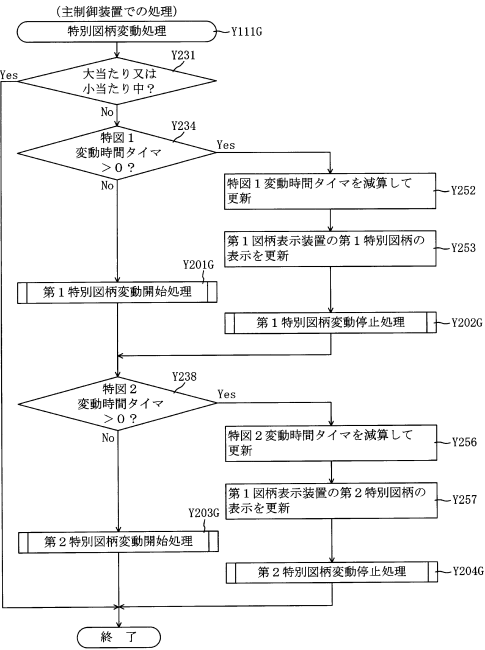 (主制御装置での処理)
特別図柄変動処理
Y111G
Y231
Yes
大当たり又は
小当たり中?
No
Y234
特図1
変動時間タイマ
>0?
Yes
No
特図1変動時間タイマを減算して
更新
Y252
第1図柄表示装置の第1特別図柄の
表示を更新
Y253
Y201G
第1特別図柄変動開始処理
第1特別図柄変動停止処理
Y202G
Y238
特図2
変動時間タイマ
>0?
Yes
No
特図2変動時間タイマを減算して
更新
Y256
第1図柄表示装置の第2特別図柄の
表示を更新
Y257
Y203G
第2特別図柄変動開始処理
第2特別図柄変動停止処理
Y204G
終 了